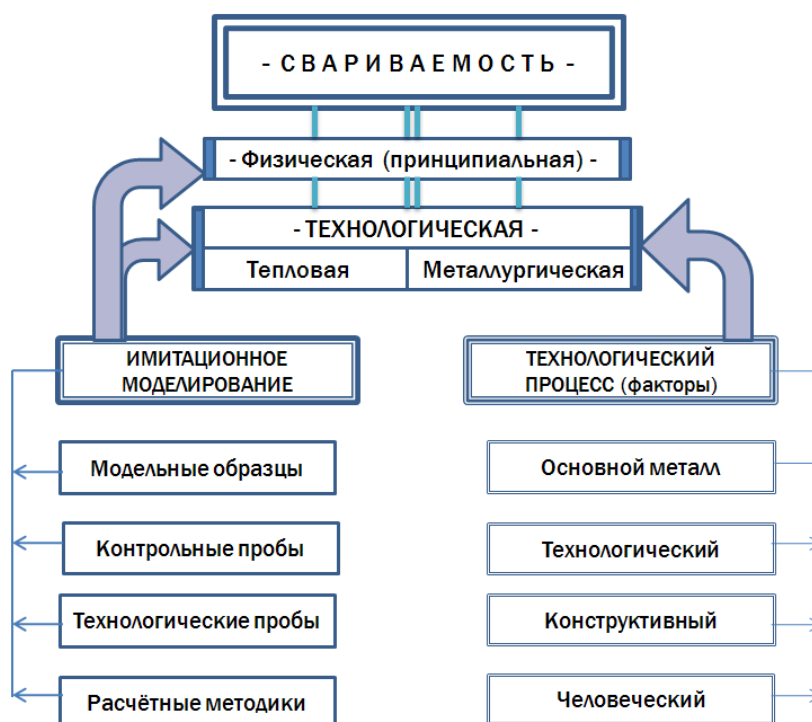 - С В А Р И В А Е М О С Т Ь -
- Физическая (принципиальная) -
- ТЕХНОЛОГИЧЕСКАЯ -
Тепловая
Металлургическая
ИМИТАЦИОННОЕ
МОДЕЛИРОВАНИЕ
Модельные образцы
Контрольные пробы
Технологические пробы
Расчётные методики
ТЕХНОЛОГИЧЕСКИЙ
ПРОЦЕСС (факторы)
Основной металл
Технологический
Конструктивный
Человеческий